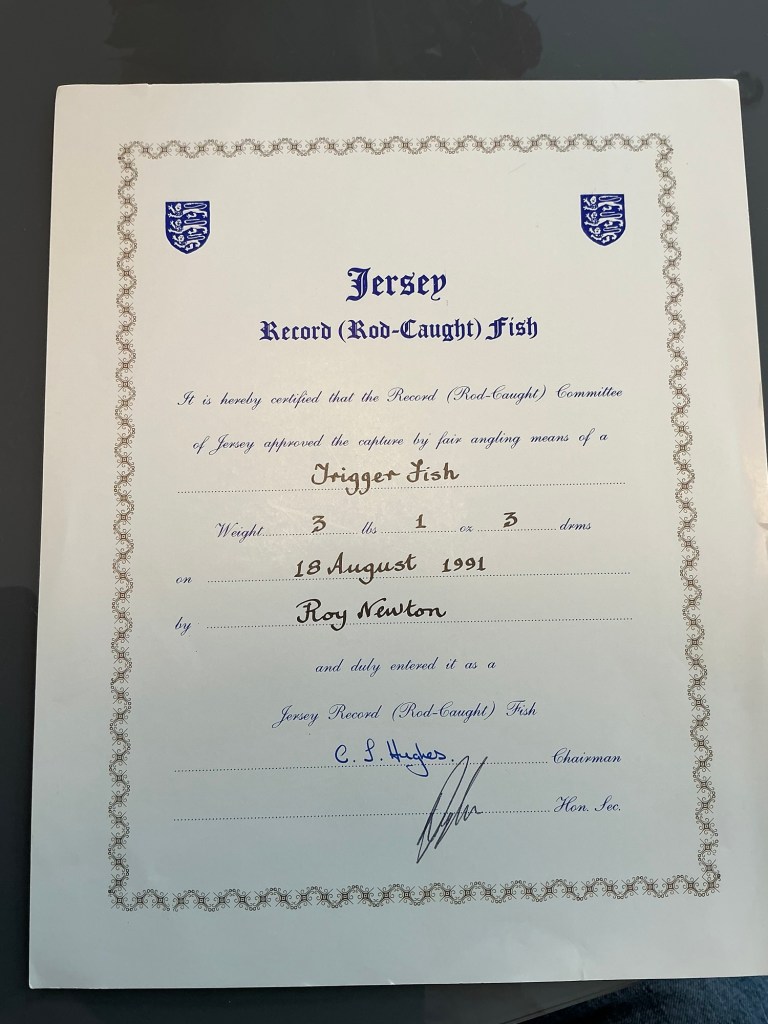 Jersey
Record (Rod-Caught) Fish
It is hereby certified that the Record (Rod-Caught) Committee
of Jersey approved the capture by fair angling means of a
Trigger Fish
Weight 3 lbs 1 oz 3 drms
on 18 August 1991
by Roy Newton
and duly entered it as a
Jersey Record (Rod-Caught) Fish
C. S. Hughes. Chairman
Hon. Sec.